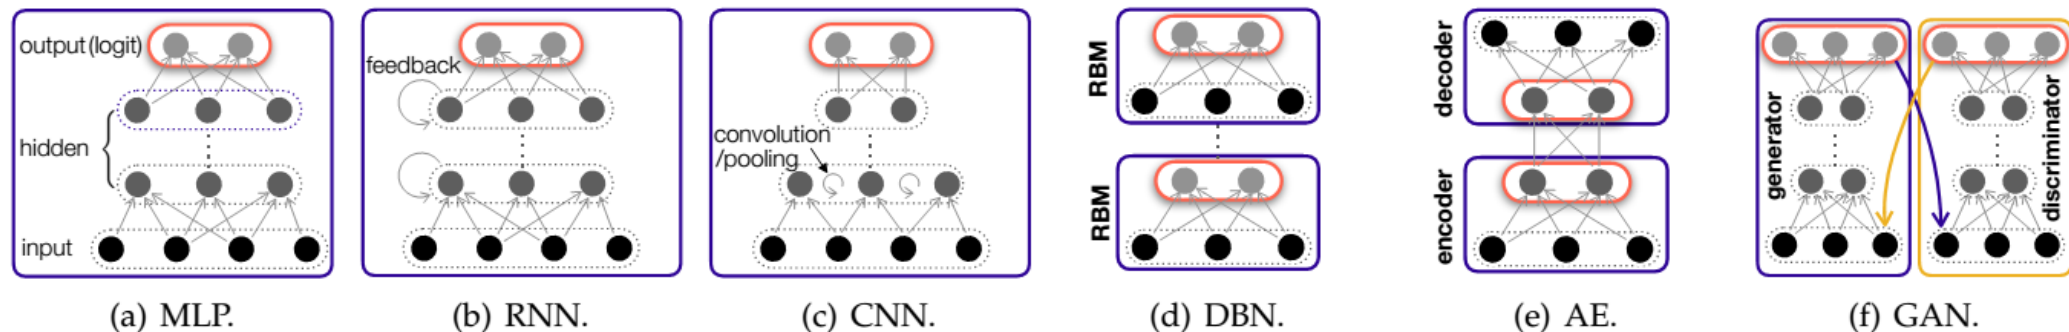 output (logit)
hidden
input
(a) MLP.
feedback
(b) RNN.
convolution
/pooling
(c) CNN.
RBM
RBM
(d) DBN.
decoder
encoder
(e) AE.
generator
discriminator
(f) GAN.